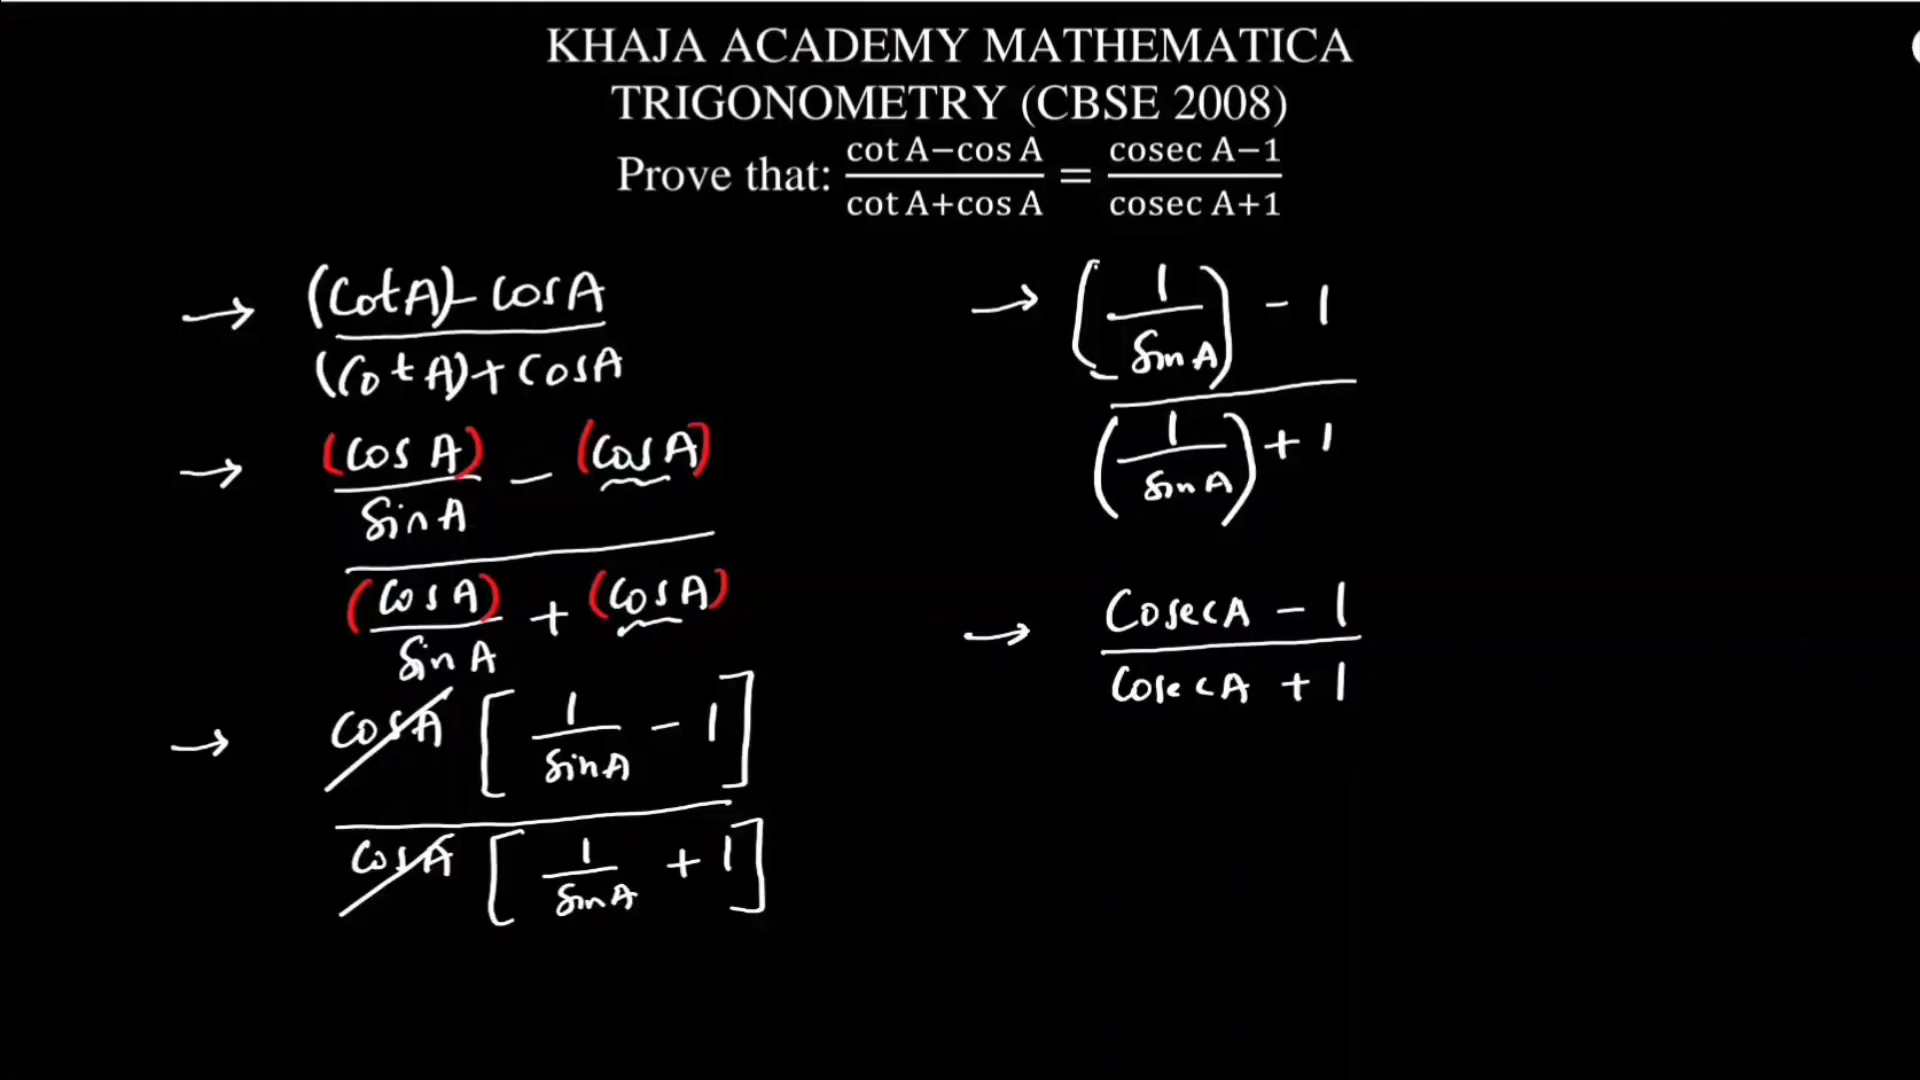 KHAJA ACADEMY MATHEMATICA
TRIGONOMETRY (CBSE 2008)
Prove that: (cot A−cos A)/(cot A+cos A) = (cosec A−1)/(cosec A+1)
→ (CotA) - CosA
(CotA) + CosA
→ (Cos A)/SinA - (CosA)
(CosA)/Sin A + (CosA)
→ CosA [ 1/SinA - 1 ]
CosA [ 1/SinA + 1 ]
→ (1/SinA) - 1
(1/SinA) + 1
→ CosecA - 1
CosecA + 1